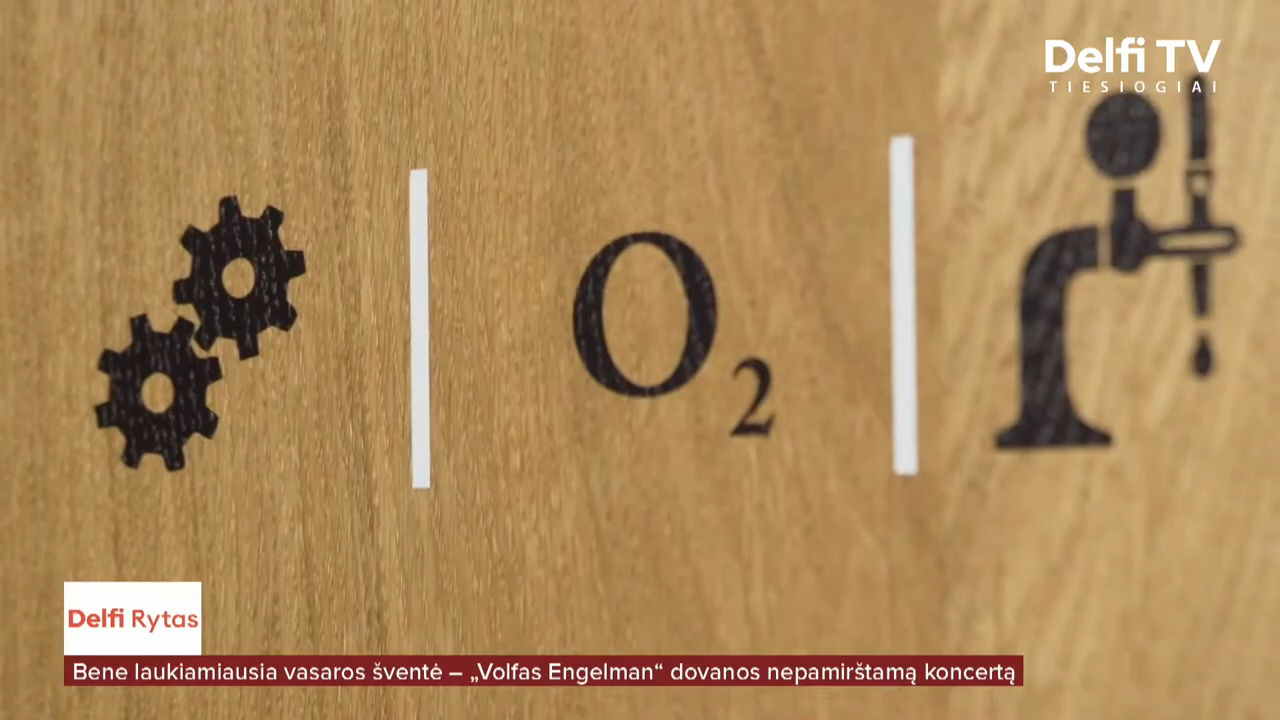 Delfi TV
TIESIOGIAI
O₂
Delfi Rytas
Bene laukiamiausia vasaros šventė – „Volfas Engelman“ dovanos nepamirštamą koncertą